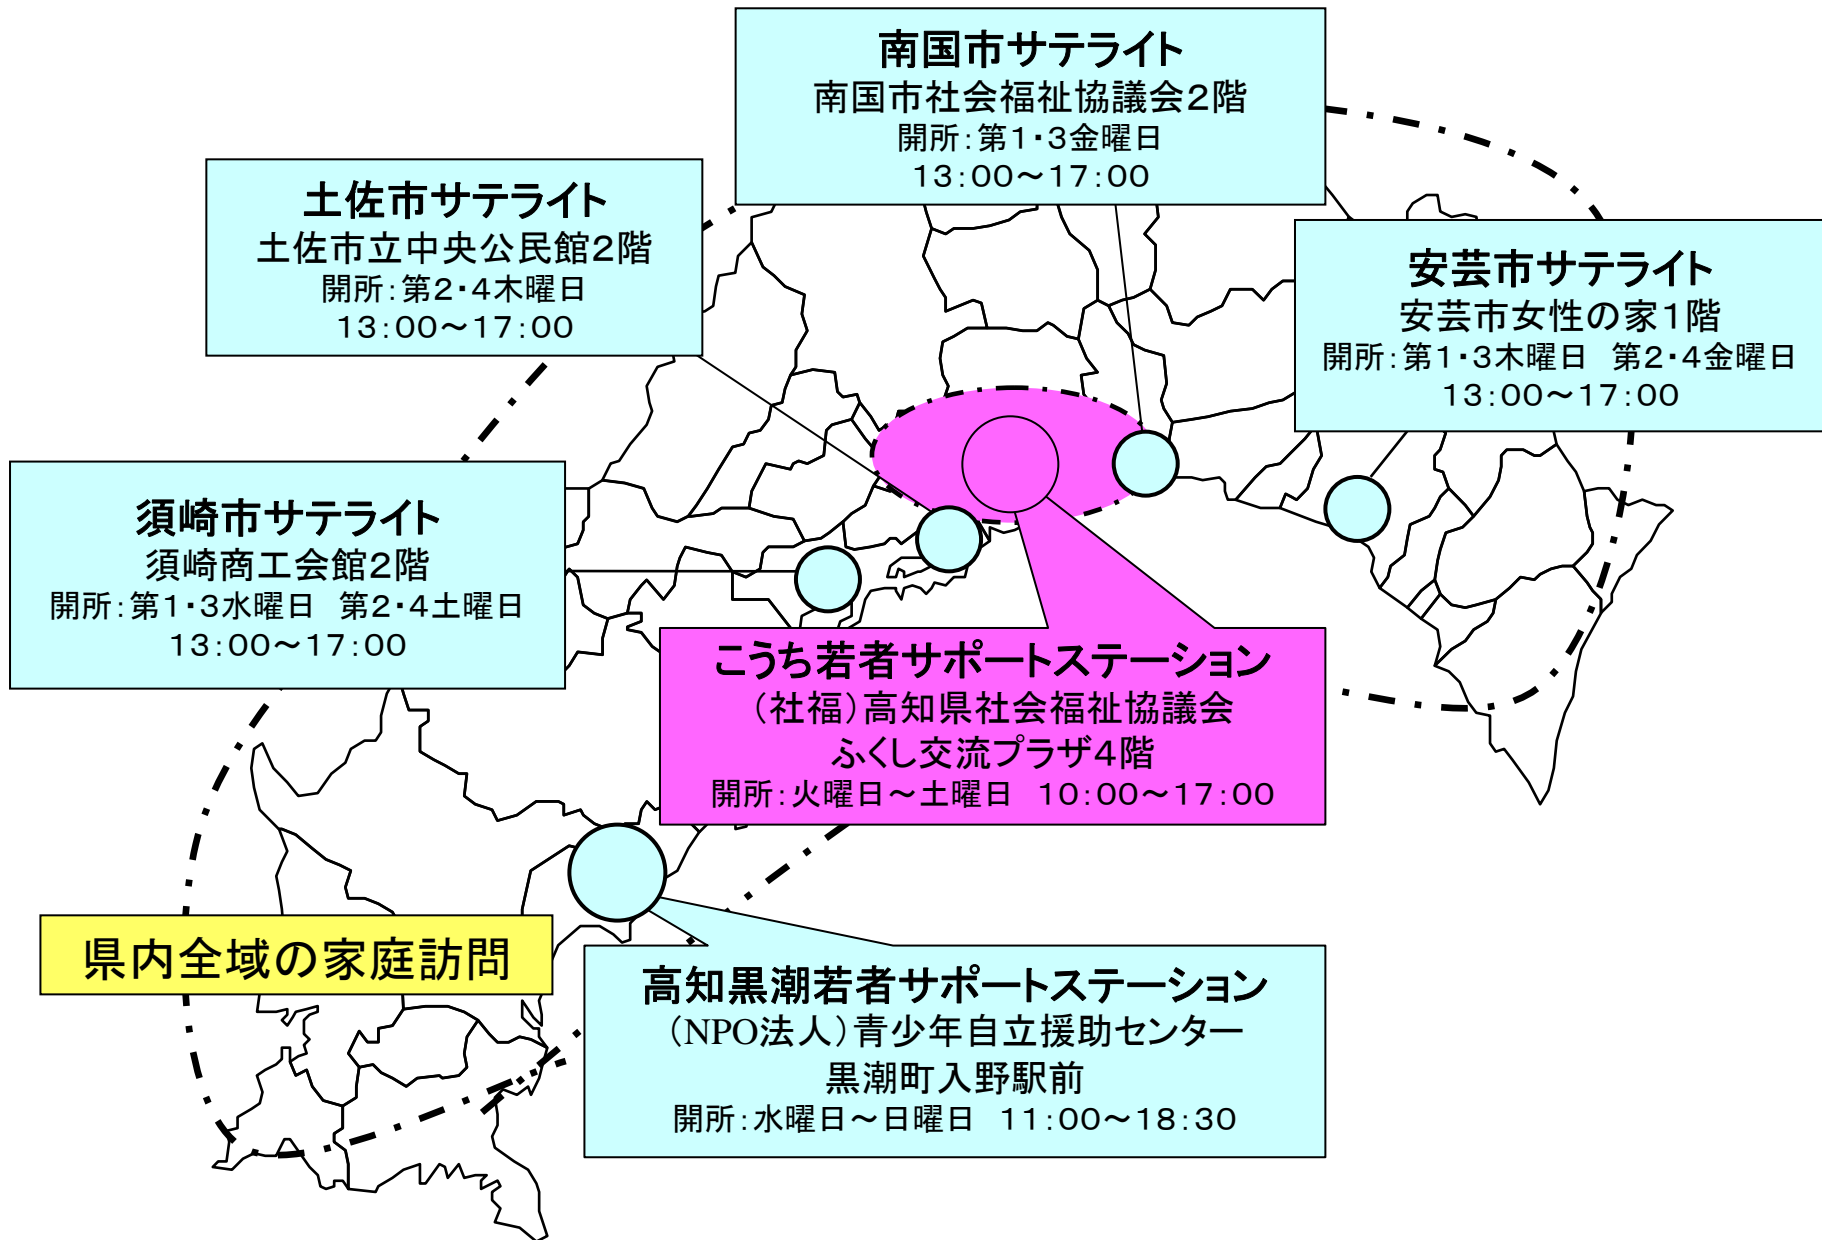 南国市サテライト
南国市社会福祉協議会2階
開所：第1・3金曜日
13：00～17：00
土佐市サテライト
土佐市立中央公民館2階
開所：第2・4木曜日
13：00～17：00
安芸市サテライト
安芸市女性の家1階
開所：第1・3木曜日　第2・4金曜日
13：00～17：00
須崎市サテライト
須崎商工会館2階
開所：第1・3水曜日　第2・4土曜日
13：00～17：00
こうち若者サポートステーション
（社福）高知県社会福祉協議会
ふくし交流プラザ4階
開所：火曜日～土曜日　10：00～17：00
県内全域の家庭訪問
高知黒潮若者サポートステーション
（NPO法人）青少年自立援助センター
黒潮町入野駅前
開所：水曜日～日曜日　11：00～18：30